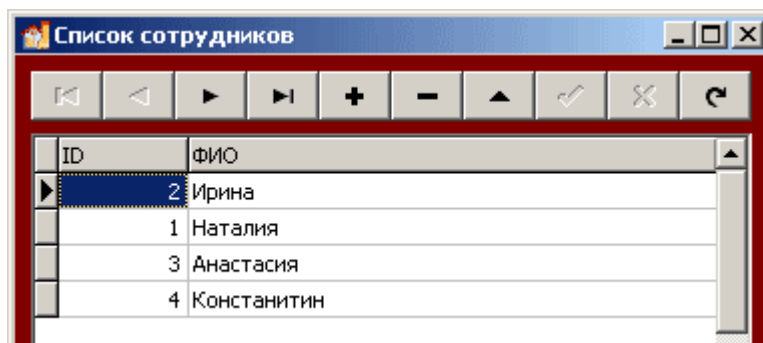 Список сотрудников
ID ФИО
2 Ирина
1 Наталия
3 Анастасия
4 Констанитин